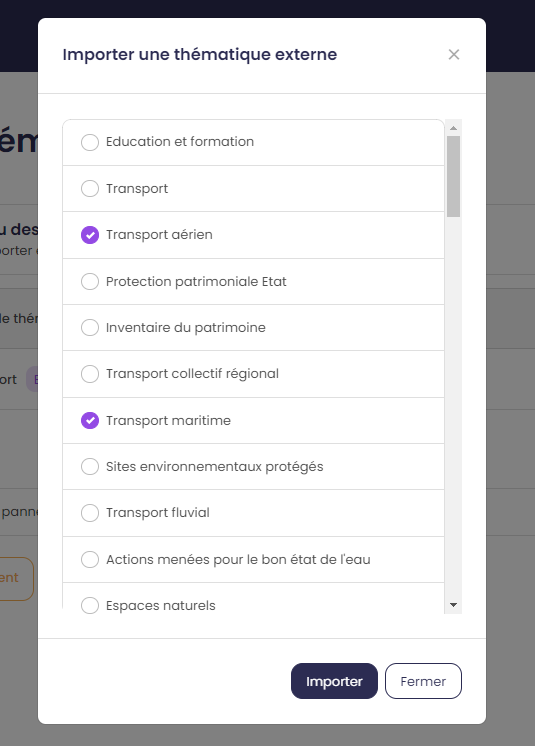 Importer une thématique externe
Education et formation
Transport
Transport aérien
Protection patrimoniale Etat
Inventaire du patrimoine
Transport collectif régional
Transport maritime
Sites environnementaux protégés
Transport fluvial
Actions menées pour le bon état de l'eau
Espaces naturels
Importer
Fermer